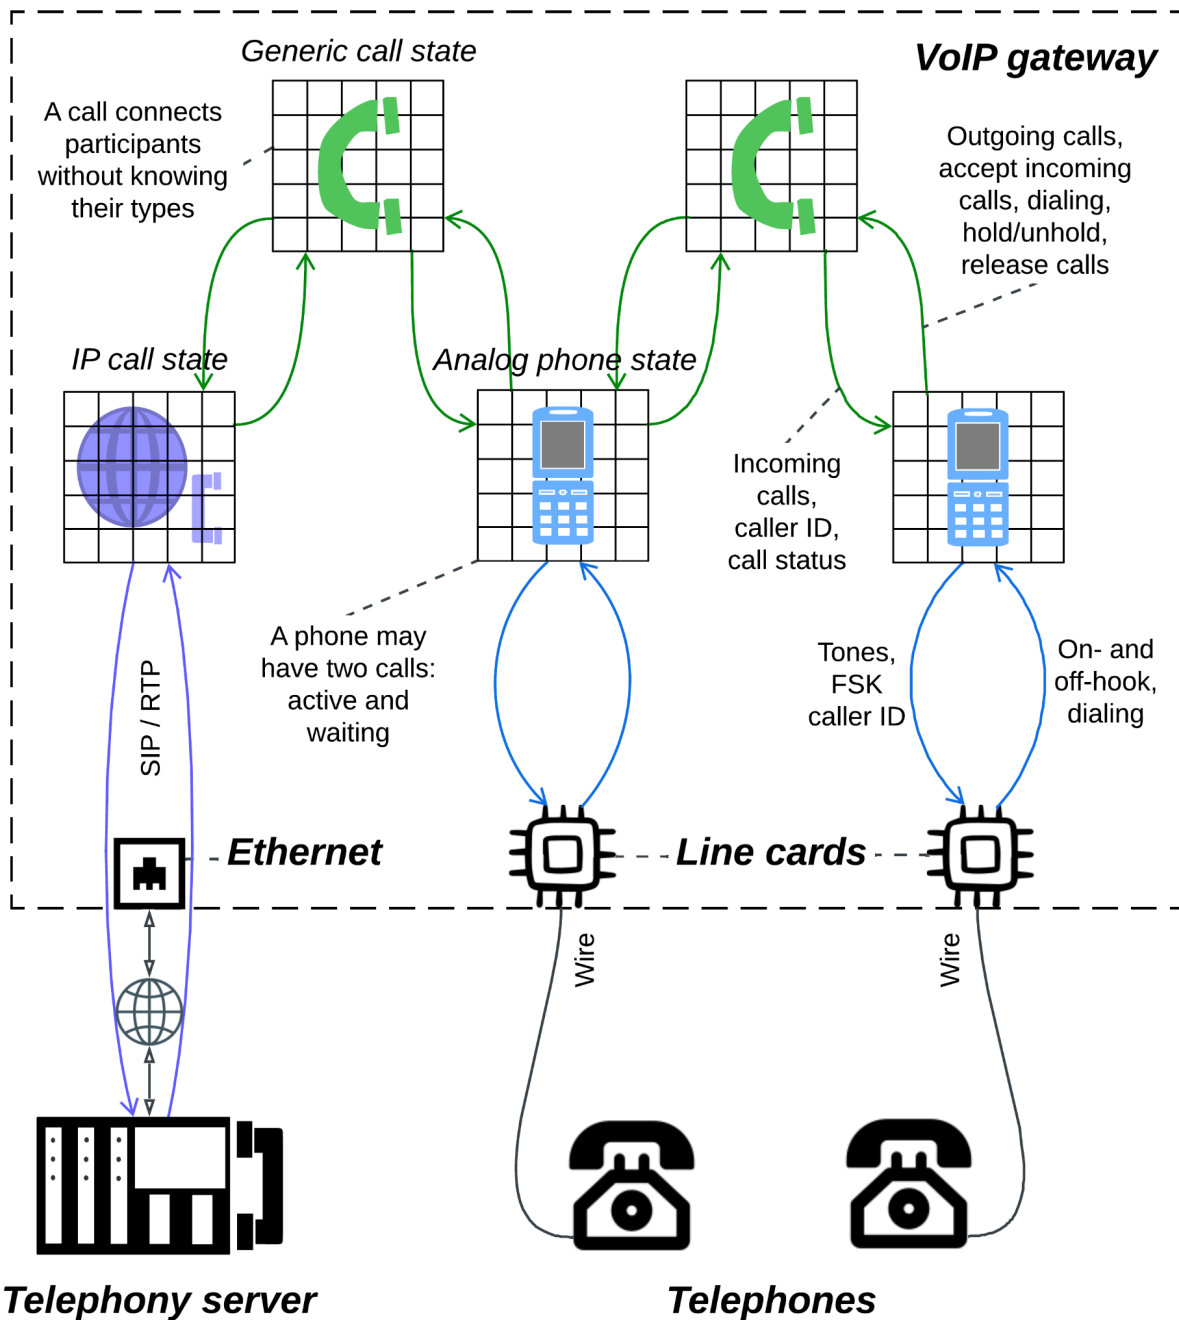 Generic call state
VoIP gateway
A call connects
participants
without knowing
their types
Outgoing calls,
accept incoming
calls, dialing,
hold/unhold,
release calls
IP call state
Analog phone state
Incoming
calls,
caller ID,
call status
A phone may
have two calls:
active and
waiting
Tones,
FSK
caller ID
On- and
off-hook,
dialing
SIP / RTP
Ethernet
Line cards
Wire
Wire
Telephony server
Telephones